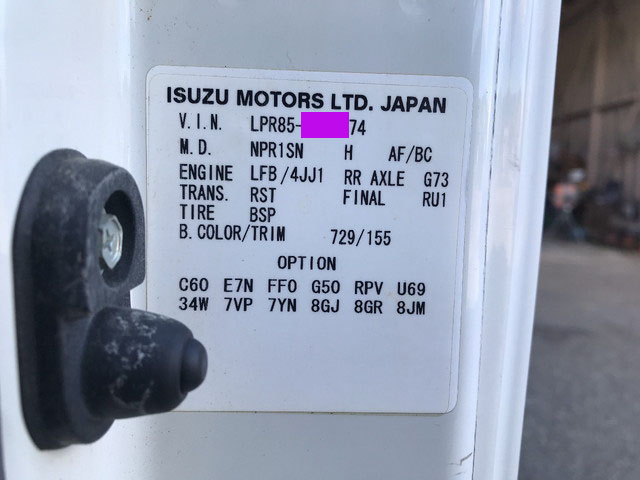 ISUZU MOTORS LTD. JAPAN
V.I.N. LPR85- 74
M.D. NPR1SN H AF/BC
ENGINE LFB/4JJ1 RR AXLE G73
TRANS. RST FINAL RU1
TIRE BSP
B.COLOR/TRIM 729/155
OPTION
C60 E7N FF0 G50 RPV U69
34W 7VP 7YN 8GJ 8GR 8JM